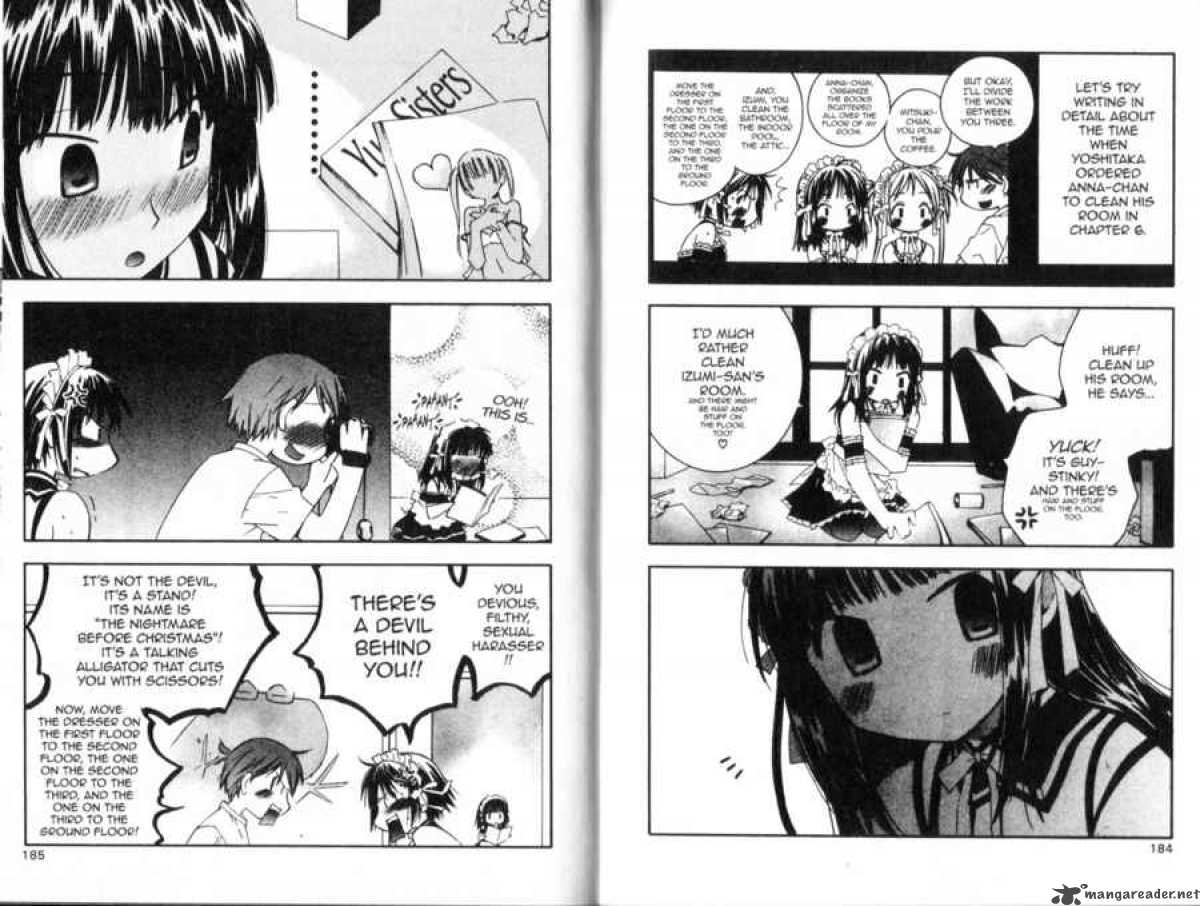 LET'S TRY
WRITING IN
DETAIL ABOUT
THE TIME
WHEN
YOSHITAKA
ORDERED
ANNA-CHAN
TO CLEAN HIS
ROOM IN
CHAPTER 6.
BUT OKAY,
I'LL DIVIDE
THE WORK
BETWEEN
YOU THREE.
MITSUKI-
CHAN,
YOU POUR
THE
COFFEE.
ANNA-CHAN,
ORGANIZE
THE BOOKS
SCATTERED
ALL OVER THE
FLOOR OF MY
ROOM.
AND,
IZUMI, YOU
CLEAN THE
BATHROOM,
THE INDOOR
POOL,
THE ATTIC...
MOVE THE
DRESSER ON
THE FIRST
FLOOR TO THE
SECOND FLOOR,
THE ONE ON THE
SECOND FLOOR
TO THE THIRD,
AND THE ONE
ON THE THIRD
TO THE
GROUND
FLOOR.
HUFF!
CLEAN UP
HIS ROOM,
HE SAYS...
YUCK!
IT'S GUY-
STINKY!
AND THERE'S
HAIR AND STUFF
ON THE FLOOR,
TOO.
I'D MUCH
RATHER
CLEAN
IZUMI-SAN'S
ROOM.
AND THERE MIGHT
BE HAIR AND
STUFF ON
THE FLOOR,
TOO!
♡
184
Yuri Sisters
OOH!
THIS IS...
PAPANT
PAPANT
YOU
DEVIOUS,
FILTHY,
SEXUAL
HARASSER
!!
THERE'S
A DEVIL
BEHIND
YOU!!
IT'S NOT THE DEVIL,
IT'S A STAND!
ITS NAME IS
"THE NIGHTMARE
BEFORE CHRISTMAS"!
IT'S A TALKING
ALLIGATOR THAT CUTS
YOU WITH SCISSORS!
NOW, MOVE
THE DRESSER ON
THE FIRST FLOOR
TO THE SECOND
FLOOR, THE ONE
ON THE SECOND
FLOOR TO THE
THIRD, AND THE
ONE ON THE
THIRD TO THE
GROUND FLOOR!
185
mangareader.net